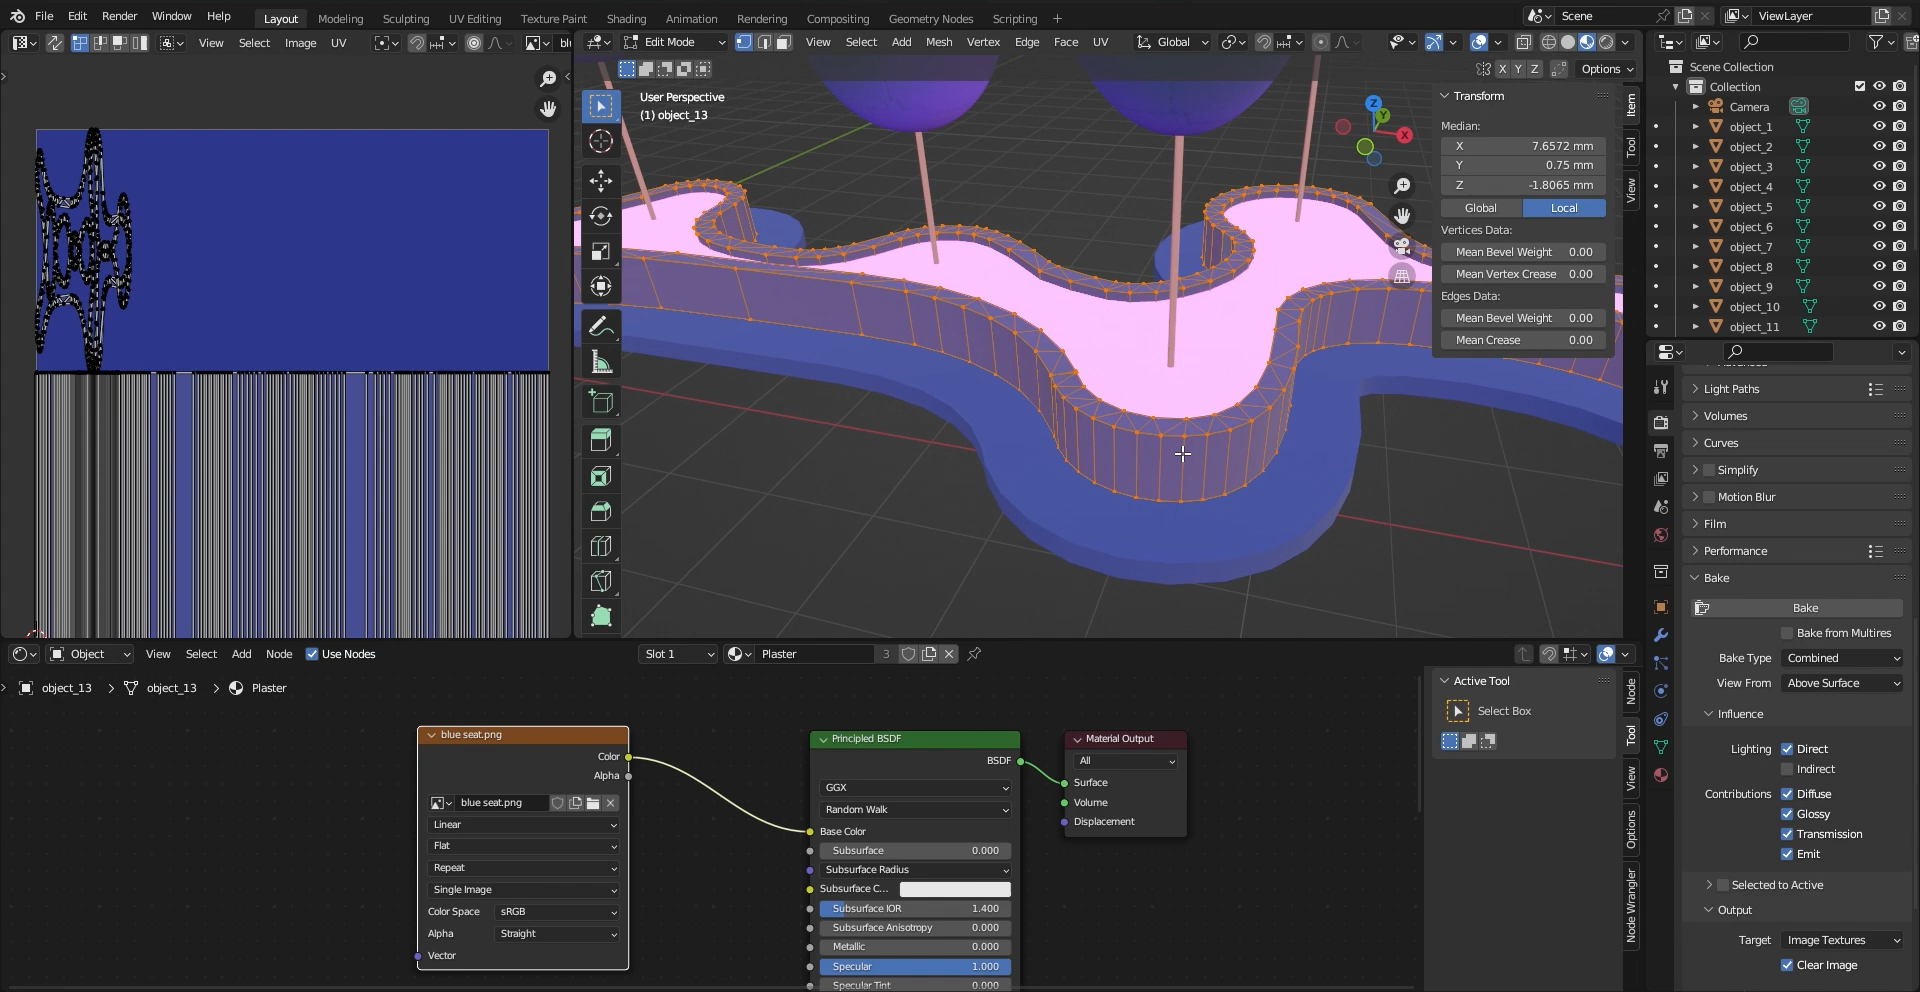 File Edit Render Window Help Layout Modeling Sculpting UV Editing Texture Paint Shading Animation Rendering Compositing Geometry Nodes Scripting + Scene ViewLayer
View Select Image UV
Edit Mode View Select Add Mesh Vertex Edge Face UV Global
X Y Z Options
User Perspective
(1) object_13
Z
Y
X
Transform
Median:
X 7.6572 mm
Y 0.75 mm
Z -1.8065 mm
Global Local
Vertices Data:
Mean Bevel Weight 0.00
Mean Vertex Crease 0.00
Edges Data:
Mean Bevel Weight 0.00
Mean Crease 0.00
Item
Tool
View
Scene Collection
Collection
Camera
object_1
object_2
object_3
object_4
object_5
object_6
object_7
object_8
object_9
object_10
object_11
Light Paths
Volumes
Curves
Simplify
Motion Blur
Film
Performance
Bake
Bake
Bake from Multires
Bake Type Combined
View From Above Surface
Influence
Lighting Direct
Indirect
Contributions Diffuse
Glossy
Transmission
Emit
Selected to Active
Output
Target Image Textures
Clear Image
Object View Select Add Node Use Nodes Slot 1 Plaster 3
object_13 object_13 Plaster
blue seat.png
Color
Alpha
blue seat.png
Linear
Flat
Repeat
Single Image
Color Space sRGB
Alpha Straight
Vector
Principled BSDF
BSDF
GGX
Random Walk
Base Color
Subsurface 0.000
Subsurface Radius
Subsurface C...
Subsurface IOR 1.400
Subsurface Anisotropy 0.000
Metallic 0.000
Specular 1.000
Specular Tint 0.000
Material Output
All
Surface
Volume
Displacement
Active Tool
Select Box
Node
Tool
View
Options
Node Wrangler